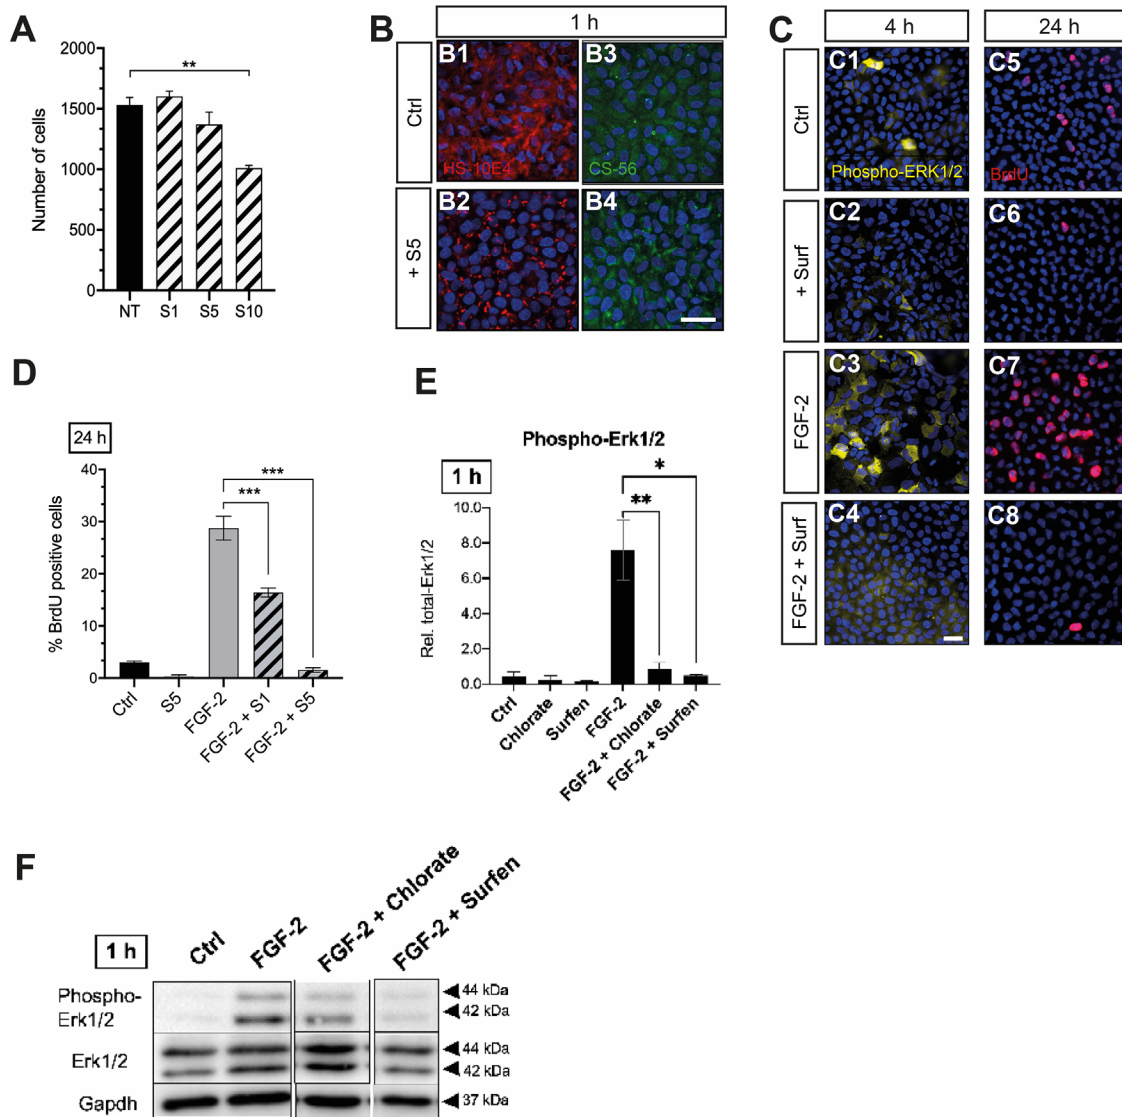 A
2000
1500
1000
500
0
Number of cells
**
NT S1 S5 S10
B
1 h
Ctrl
+ S5
B1
HS-10E4
B3
CS-56
B2
B4
C
4 h
24 h
Ctrl
+ Surf
FGF-2
FGF-2 + Surf
C1
Phospho-ERK1/2
C5
BrdU
C2
C6
C3
C7
C4
C8
D
24 h
40
30
20
10
0
% BrdU positive cells
***
***
Ctrl
S5
FGF-2
FGF-2 + S1
FGF-2 + S5
E
Phospho-Erk1/2
1 h
10.0
8.0
6.0
4.0
2.0
0.0
Rel. total-Erk1/2
*
**
Ctrl
Chlorate
Surfen
FGF-2
FGF-2 + Chlorate
FGF-2 + Surfen
F
1 h
Ctrl
FGF-2
FGF-2 + Chlorate
FGF-2 + Surfen
Phospho-
Erk1/2
44 kDa
42 kDa
Erk1/2
44 kDa
42 kDa
Gapdh
37 kDa